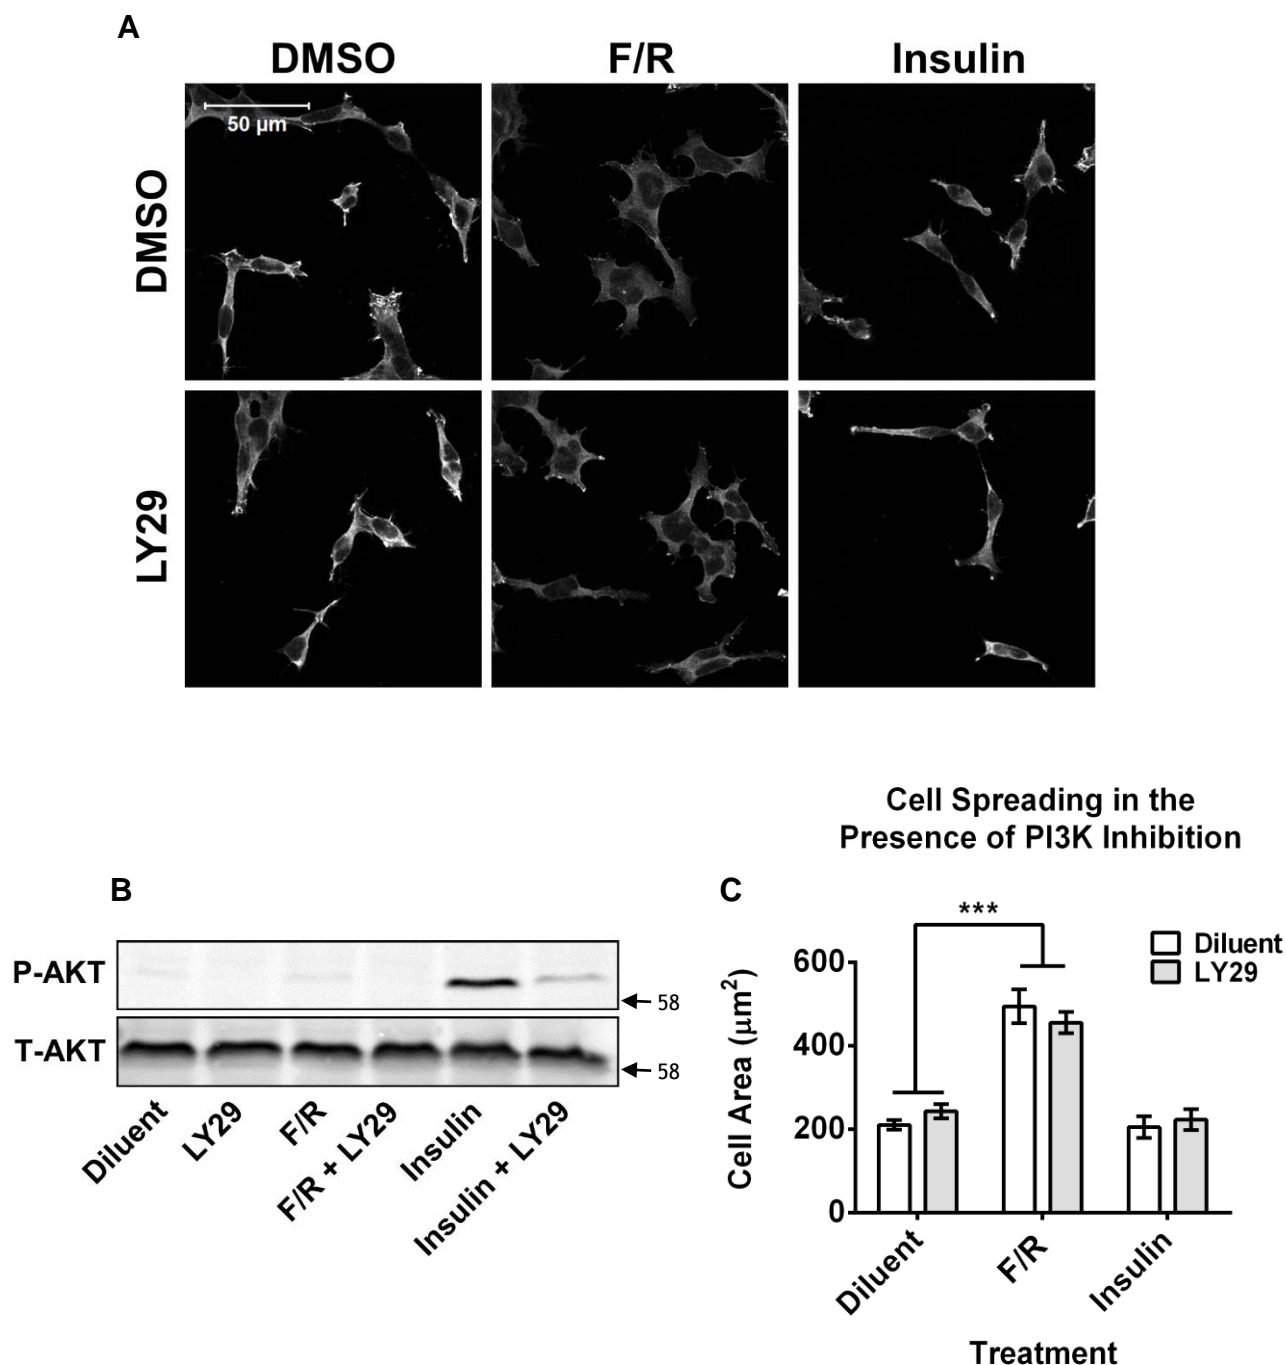 A
DMSO F/R Insulin
50 µm
DMSO
LY29
Cell Spreading in the
Presence of PI3K Inhibition
B
P-AKT
58
T-AKT
58
Diluent LY29 F/R F/R + LY29 Insulin Insulin + LY29
C
***
Diluent
LY29
Cell Area (µm²)
600
400
200
0
Diluent F/R Insulin
Treatment